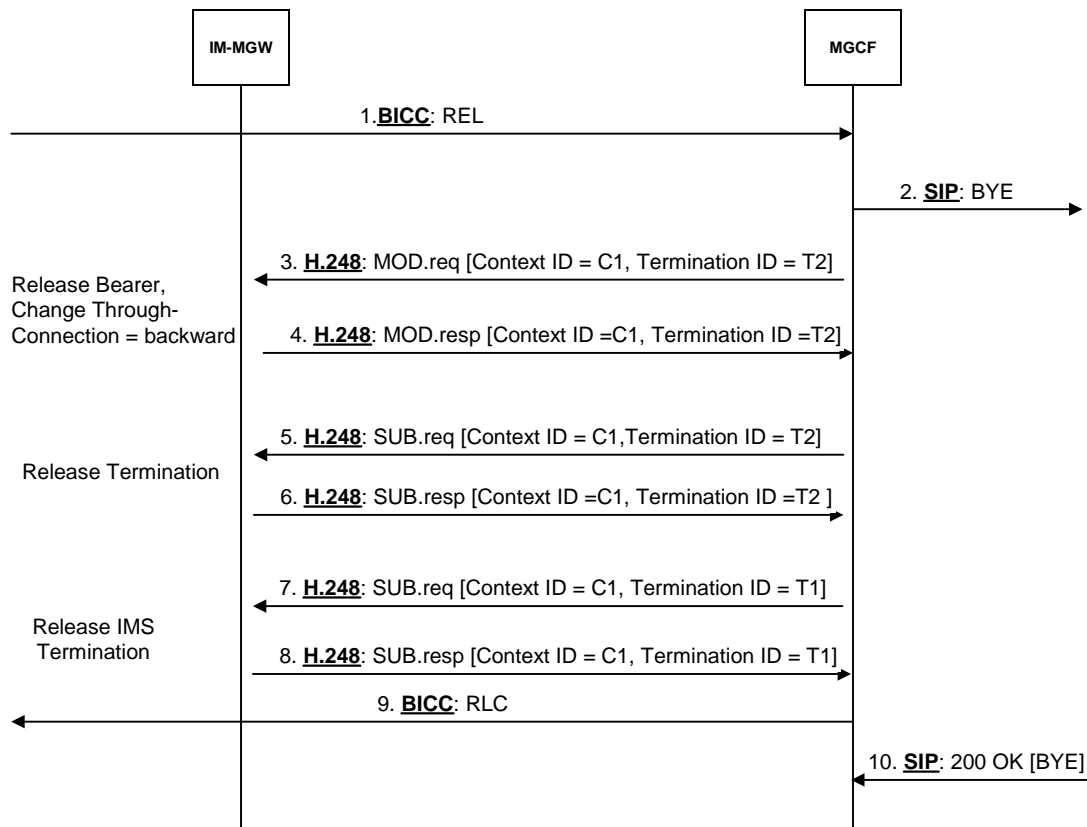 IM-MGW
MGCF
1.BICC: REL
2. SIP: BYE
3. H.248: MOD.req [Context ID = C1, Termination ID = T2]
Release Bearer,
Change Through-
Connection = backward
4. H.248: MOD.resp [Context ID =C1, Termination ID =T2]
5. H.248: SUB.req [Context ID = C1,Termination ID = T2]
Release Termination
6. H.248: SUB.resp [Context ID =C1, Termination ID =T2 ]
7. H.248: SUB.req [Context ID = C1, Termination ID = T1]
Release IMS
Termination
8. H.248: SUB.resp [Context ID = C1, Termination ID = T1]
9. BICC: RLC
10. SIP: 200 OK [BYE]